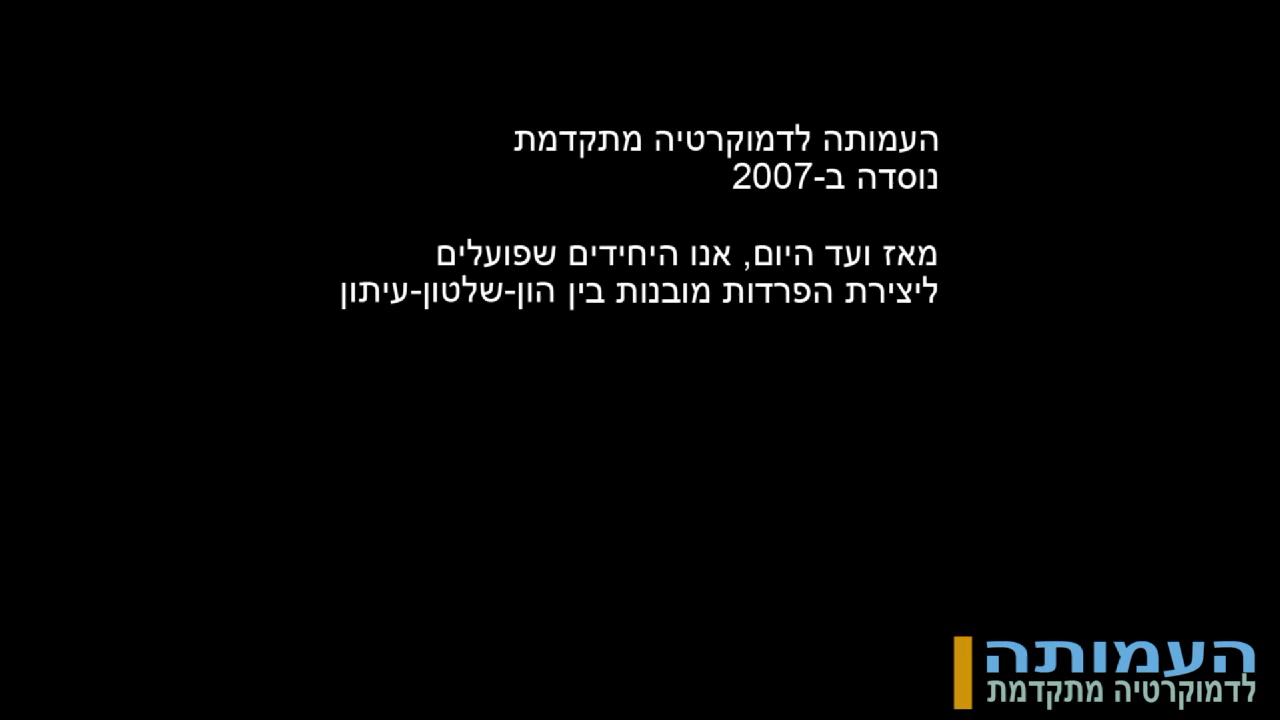 העמותה לדמוקרטיה מתקדמת
נוסדה ב-2007
מאז ועד היום, אנו היחידים שפועלים
ליצירת הפרדות מובנות בין הון-שלטון-עיתון
העמותה
לדמוקרטיה מתקדמת